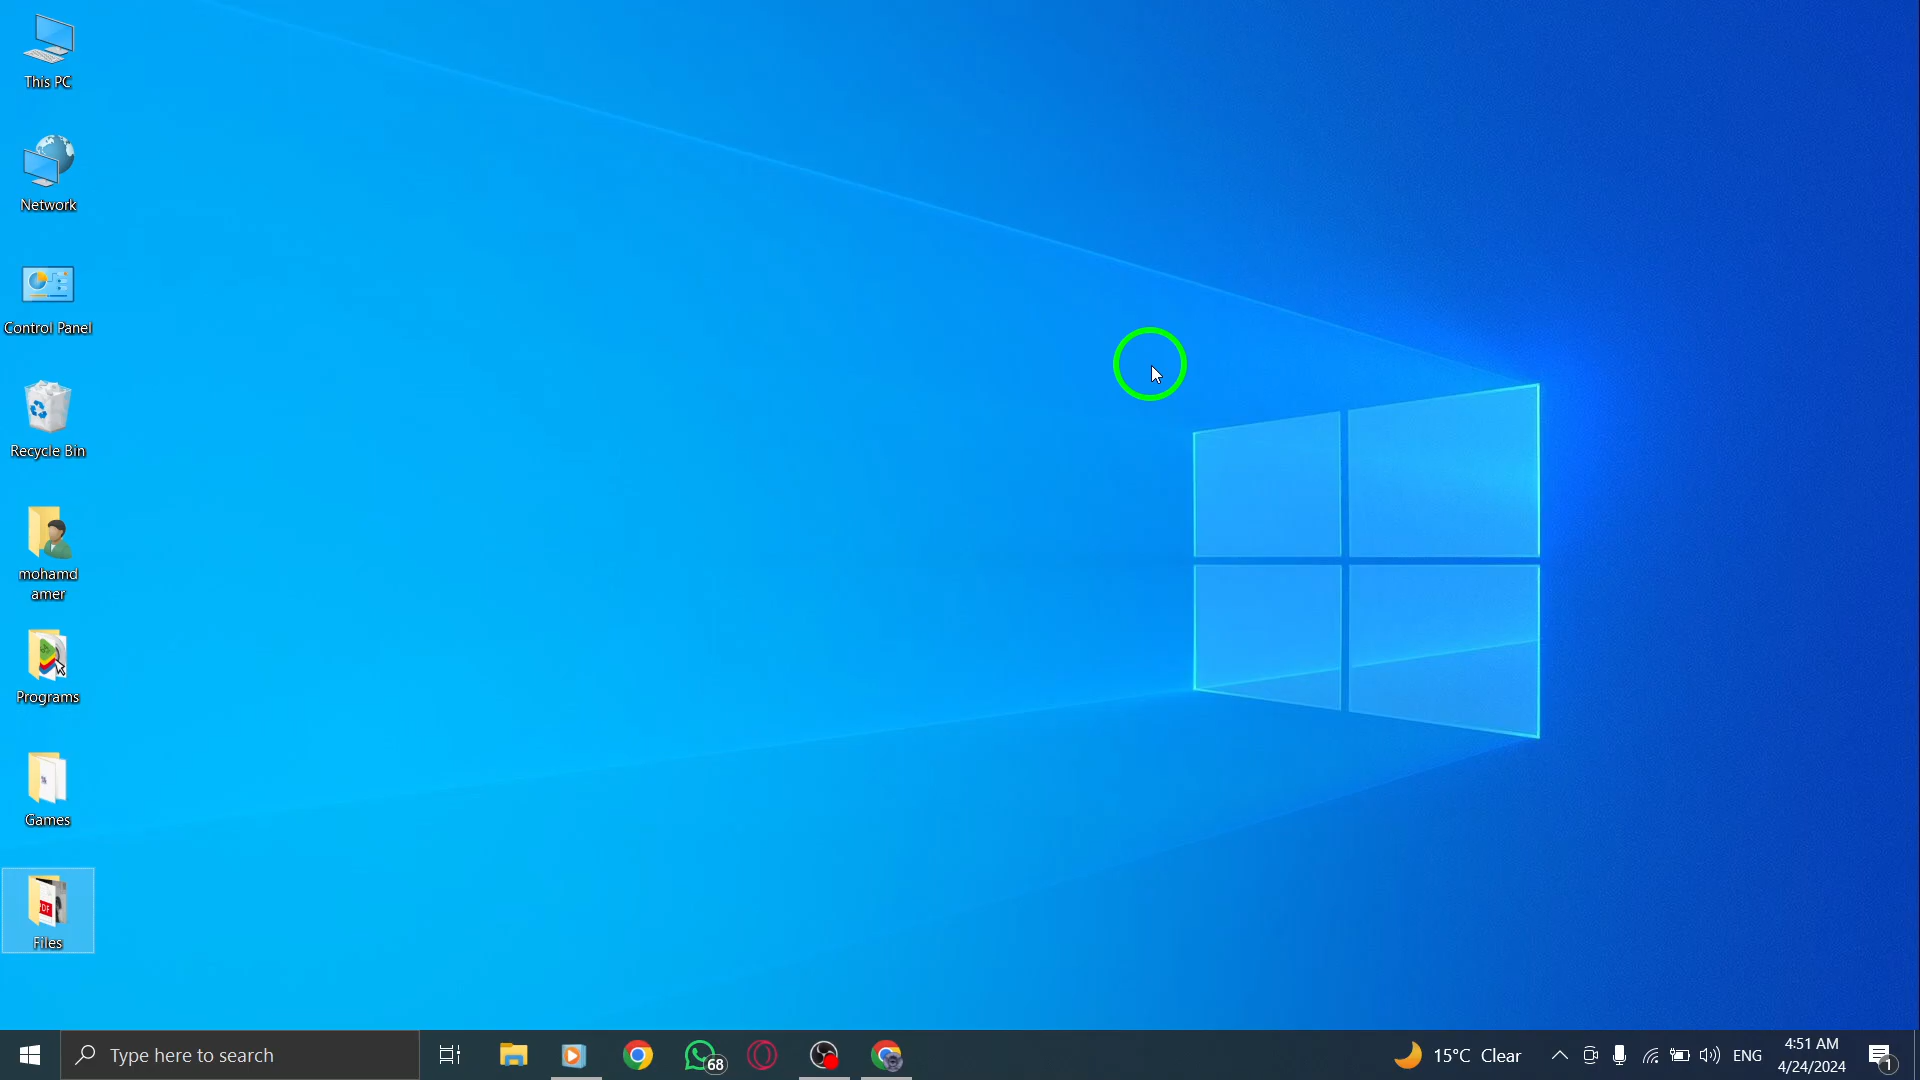 This PC
Network
Control Panel
Recycle Bin
mohamd
amer
Programs
Games
PDF
Files
Type here to search
68
15°C Clear
ENG
4:51 AM
4/24/2024
1